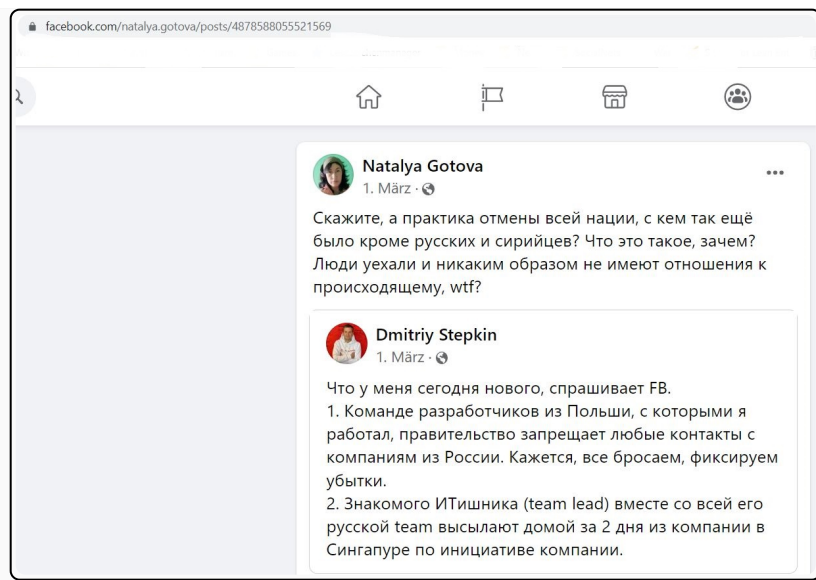 facebook.com/natalya.gotova/posts/4878588055521569
Natalya Gotova
1. März ·
Скажите, а практика отмены всей нации, с кем так ещё
было кроме русских и сирийцев? Что это такое, зачем?
Люди уехали и никаким образом не имеют отношения к
происходящему, wtf?
Dmitriy Stepkin
1. März ·
Что у меня сегодня нового, спрашивает FB.
1. Команде разработчиков из Польши, с которыми я
работал, правительство запрещает любые контакты с
компаниям из России. Кажется, все бросаем, фиксируем
убытки.
2. Знакомого ИТишника (team lead) вместе со всей его
русской team высылают домой за 2 дня из компании в
Сингапуре по инициативе компании.